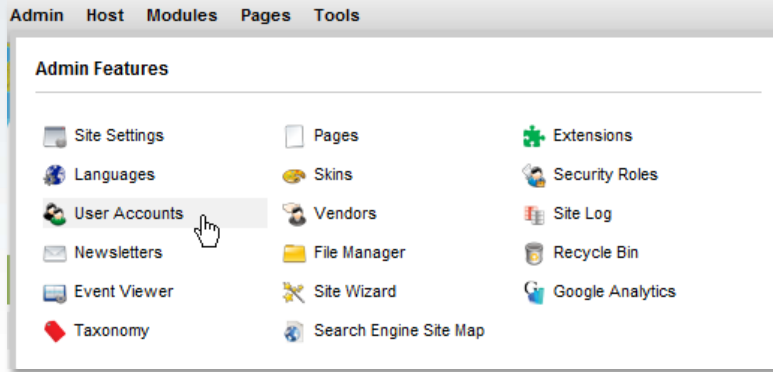 Admin Host Modules Pages Tools
Admin Features
Site Settings Pages Extensions
Languages Skins Security Roles
User Accounts Vendors Site Log
Newsletters File Manager Recycle Bin
Event Viewer Site Wizard Google Analytics
Taxonomy Search Engine Site Map